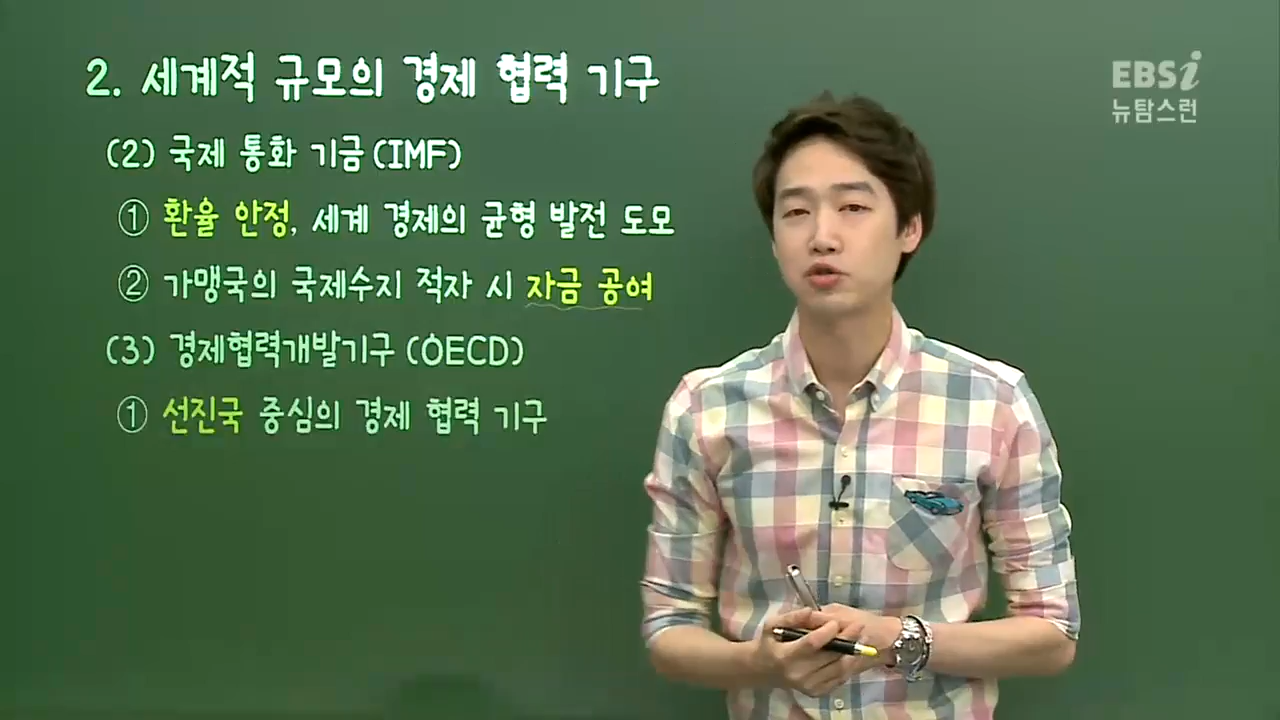 2. 세계적 규모의 경제 협력 기구
EBSi
뉴탐스런
(2) 국제 통화 기금(IMF)
① 환율 안정, 세계 경제의 균형 발전 도모
② 가맹국의 국제수지 적자 시 자금 공여
(3) 경제협력개발기구(OECD)
① 선진국 중심의 경제 협력 기구